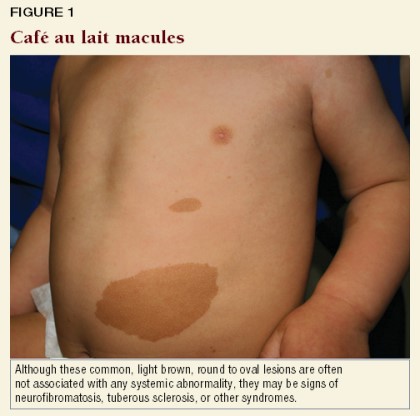 FIGURE 1
Café au lait macules
Although these common, light brown, round to oval lesions are often
not associated with any systemic abnormality, they may be signs of
neurofibromatosis, tuberous sclerosis, or other syndromes.